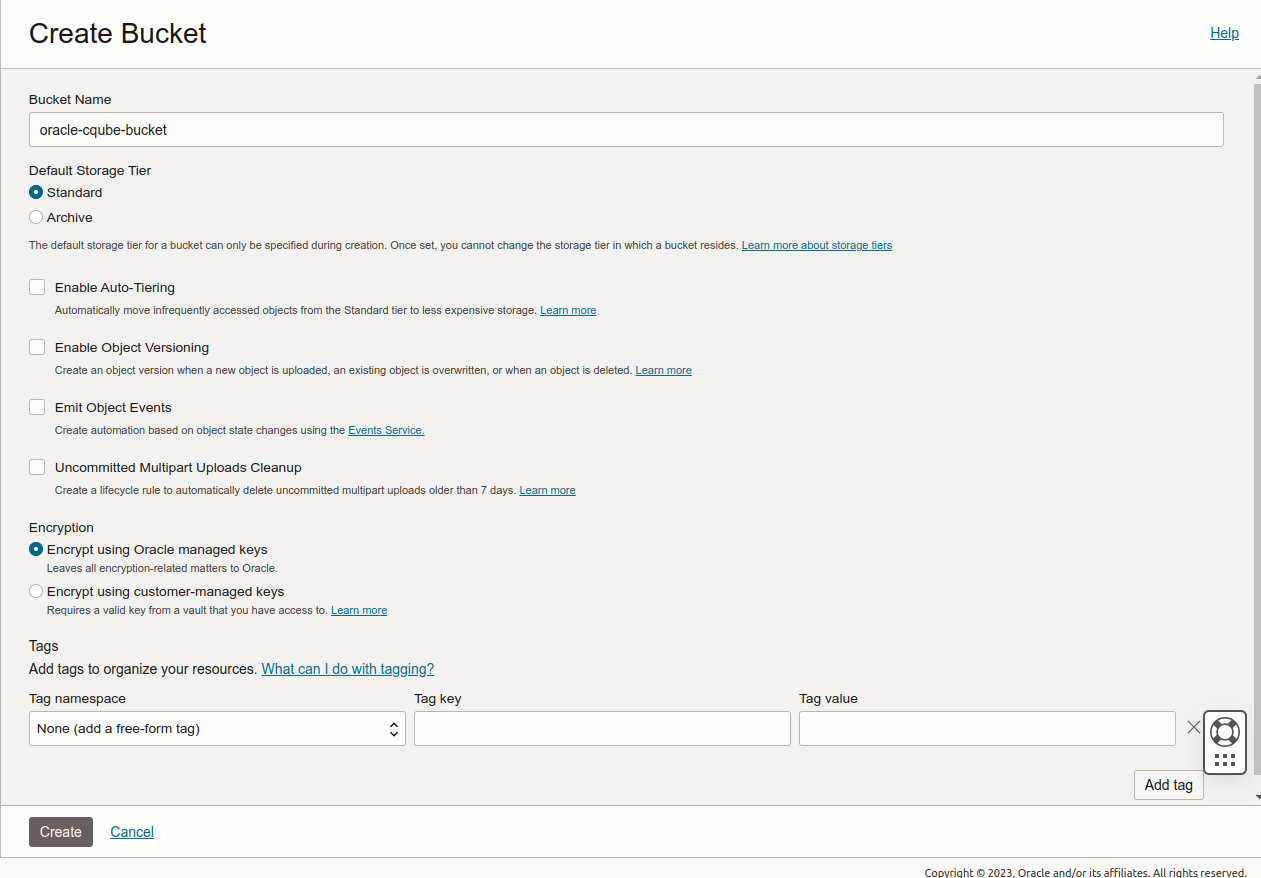 Create Bucket
Help
Bucket Name
oracle-cqube-bucket
Default Storage Tier
Standard
Archive
The default storage tier for a bucket can only be specified during creation. Once set, you cannot change the storage tier in which a bucket resides. Learn more about storage tiers
Enable Auto-Tiering
Automatically move infrequently accessed objects from the Standard tier to less expensive storage. Learn more
Enable Object Versioning
Create an object version when a new object is uploaded, an existing object is overwritten, or when an object is deleted. Learn more
Emit Object Events
Create automation based on object state changes using the Events Service.
Uncommitted Multipart Uploads Cleanup
Create a lifecycle rule to automatically delete uncommitted multipart uploads older than 7 days. Learn more
Encryption
Encrypt using Oracle managed keys
Leaves all encryption-related matters to Oracle.
Encrypt using customer-managed keys
Requires a valid key from a vault that you have access to. Learn more
Tags
Add tags to organize your resources. What can I do with tagging?
Tag namespace Tag key Tag value
None (add a free-form tag)
Add tag
Create Cancel
Copyright © 2023, Oracle and/or its affiliates. All rights reserved.